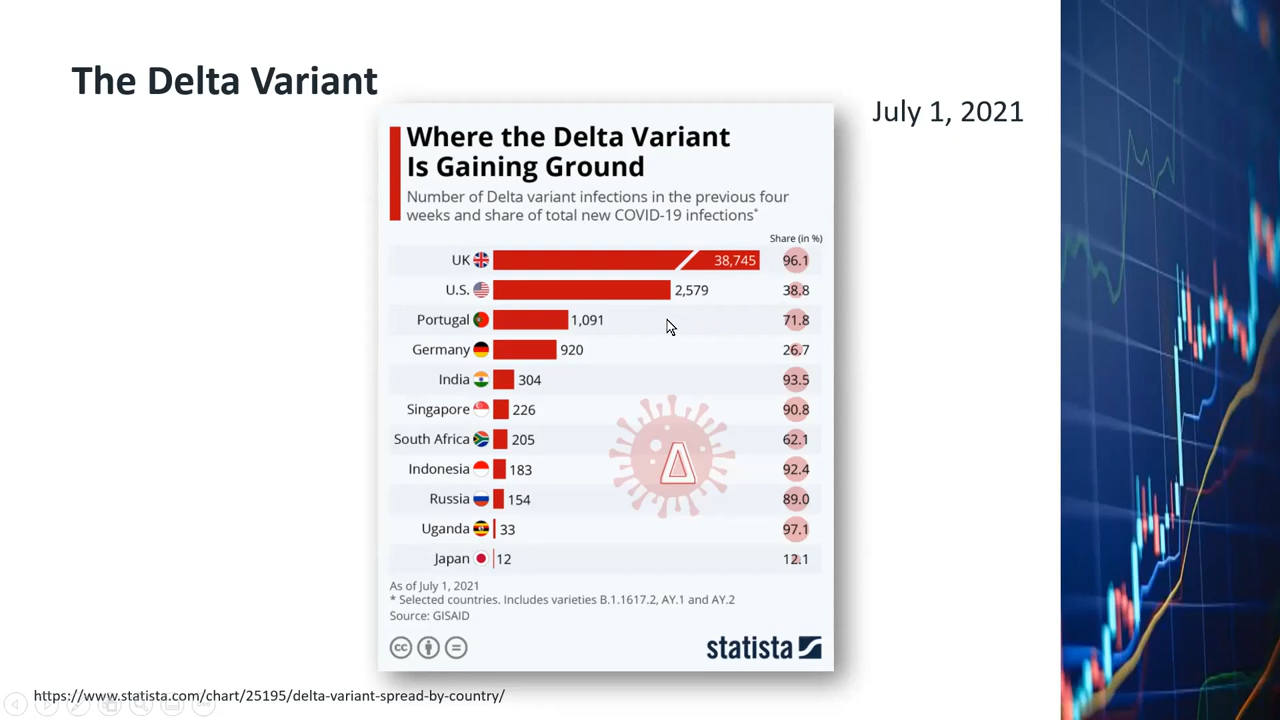 The Delta Variant
July 1, 2021
Where the Delta Variant
Is Gaining Ground
Number of Delta variant infections in the previous four
weeks and share of total new COVID-19 infections*
Share (in %)
UK 38,745 96.1
U.S. 2,579 38.8
Portugal 1,091 71.8
Germany 920 26.7
India 304 93.5
Singapore 226 90.8
South Africa 205 62.1
Indonesia 183 92.4
Russia 154 89.0
Uganda 33 97.1
Japan 12 12.1
Δ
As of July 1, 2021
* Selected countries. Includes varieties B.1.1617.2, AY.1 and AY.2
Source: GISAID
cc
statista
https://www.statista.com/chart/25195/delta-variant-spread-by-country/